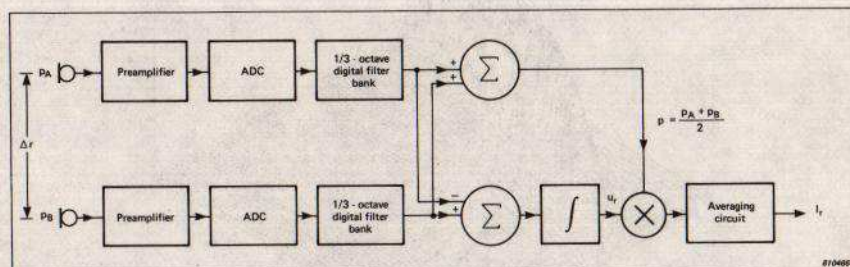 pA
Preamplifier
ADC
1/3 - octave
digital filter
bank
+
+
Σ
Δr
p = pA + pB
2
pB
Preamplifier
ADC
1/3 - octave
digital filter
bank
−
+
Σ
∫
ur
×
Averaging
circuit
Ir